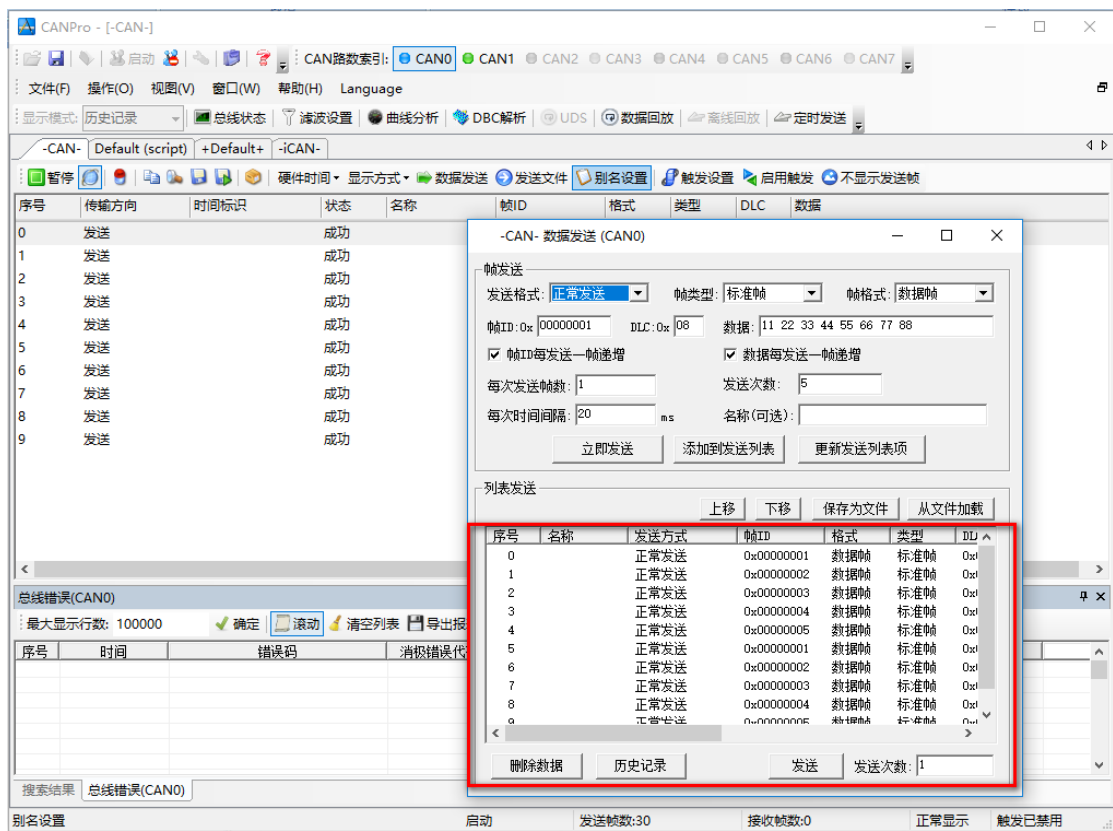 CANPro - [-CAN-]
启动 CAN路数索引: CAN0 CAN1 CAN2 CAN3 CAN4 CAN5 CAN6 CAN7
文件(F) 操作(O) 视图(V) 窗口(W) 帮助(H) Language
显示模式: 历史记录 总线状态 滤波设置 曲线分析 DBC解析 UDS 数据回放 离线回放 定时发送
-CAN- Default (script) +Default+ -iCAN-
暂停 硬件时间 显示方式 数据发送 发送文件 别名设置 触发设置 启用触发 不显示发送帧
序号 传输方向 时间标识 状态 名称 帧ID 格式 类型 DLC 数据
0 发送 成功
1 发送 成功
2 发送 成功
3 发送 成功
4 发送 成功
5 发送 成功
6 发送 成功
7 发送 成功
8 发送 成功
9 发送 成功
-CAN- 数据发送 (CAN0)
帧发送
发送格式: 正常发送 帧类型: 标准帧 帧格式: 数据帧
帧ID:0x 00000001 DLC:0x 08 数据: 11 22 33 44 55 66 77 88
帧ID每发送一帧递增 数据每发送一帧递增
每次发送帧数: 1 发送次数: 5
每次时间间隔: 20 ms 名称(可选):
立即发送 添加到发送列表 更新发送列表项
列表发送
上移 下移 保存为文件 从文件加载
序号 名称 发送方式 帧ID 格式 类型
0 正常发送 0x00000001 数据帧 标准帧
1 正常发送 0x00000002 数据帧 标准帧
2 正常发送 0x00000003 数据帧 标准帧
3 正常发送 0x00000004 数据帧 标准帧
4 正常发送 0x00000005 数据帧 标准帧
5 正常发送 0x00000001 数据帧 标准帧
6 正常发送 0x00000002 数据帧 标准帧
7 正常发送 0x00000003 数据帧 标准帧
8 正常发送 0x00000004 数据帧 标准帧
9 正常发送 0x00000005 数据帧 标准帧
删除数据 历史记录 发送 发送次数: 1
总线错误(CAN0)
最大显示行数: 100000 确定 滚动 清空列表 导出报
序号 时间 错误码 消极错误代
搜索结果 总线错误(CAN0)
别名设置 启动 发送帧数:30 接收帧数:0 正常显示 触发已禁用